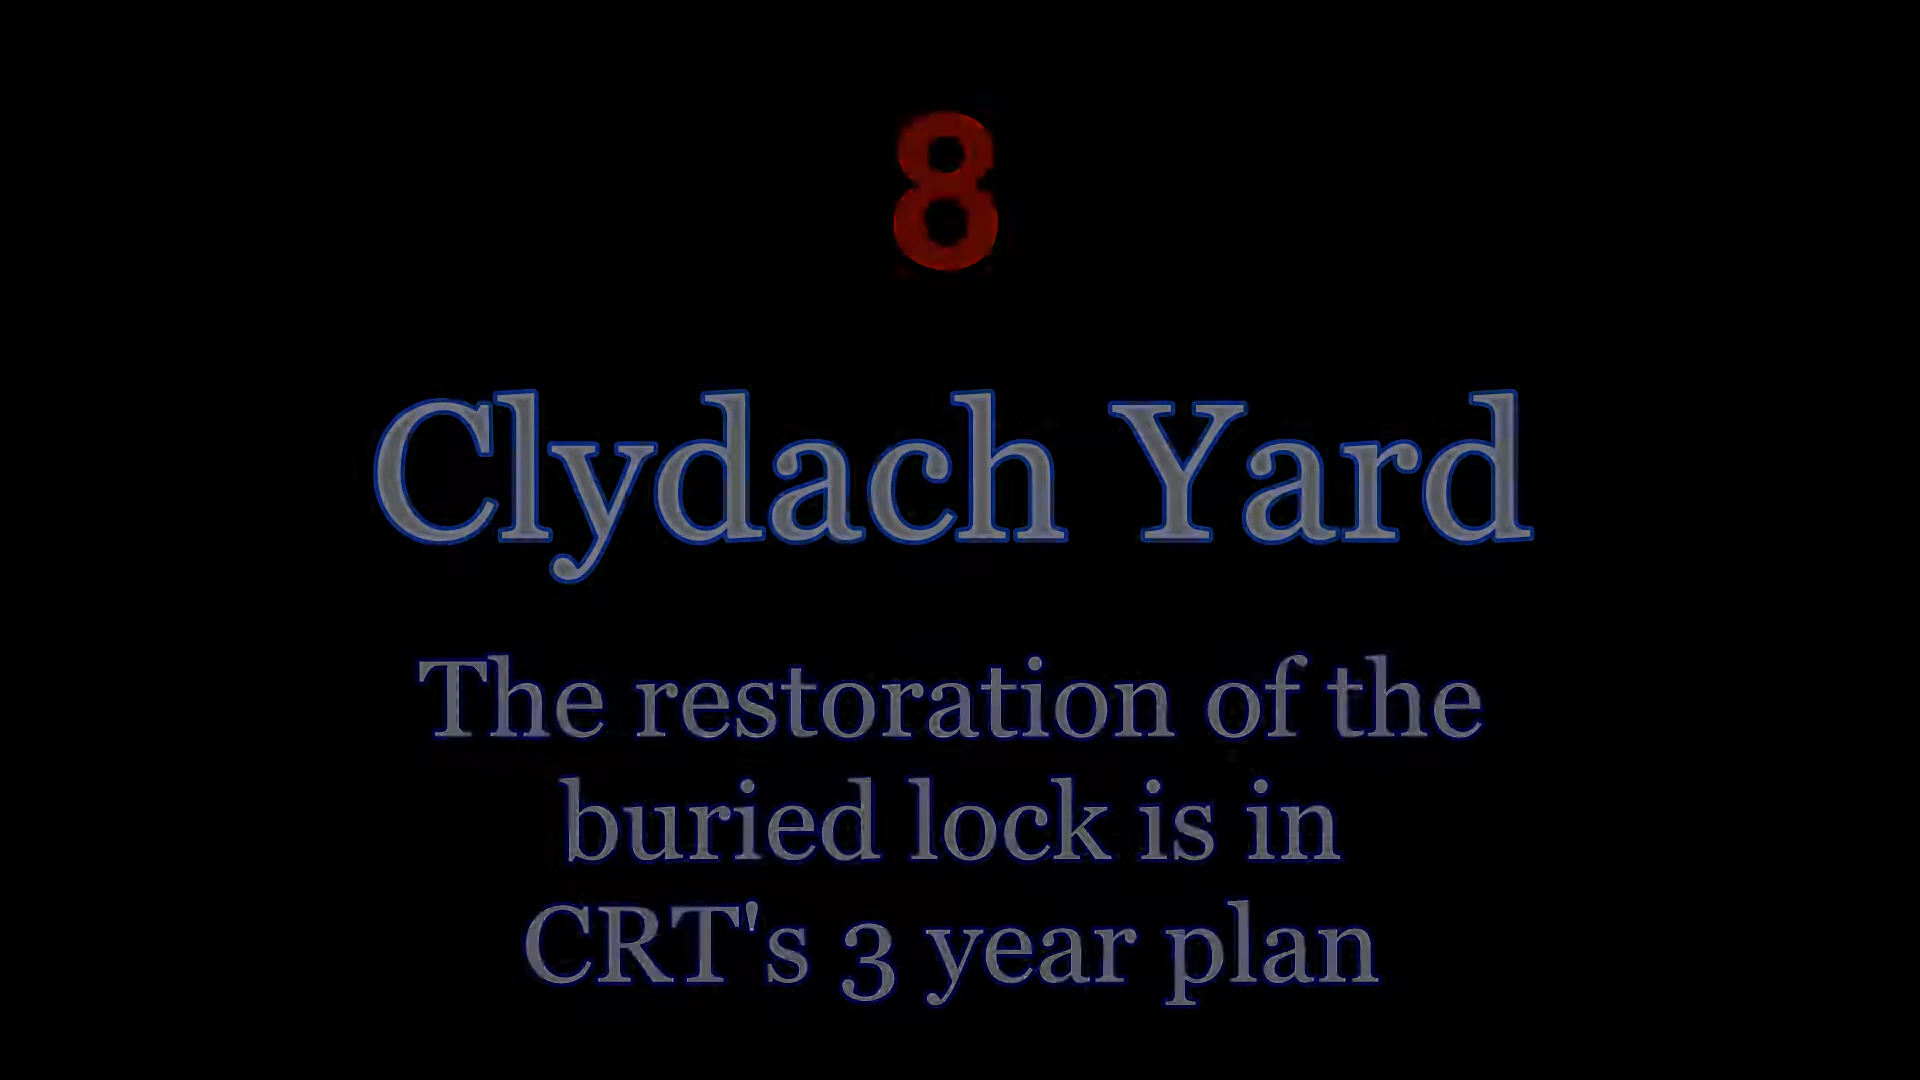 8
Clydach Yard
The restoration of the
buried lock is in
CRT's 3 year plan